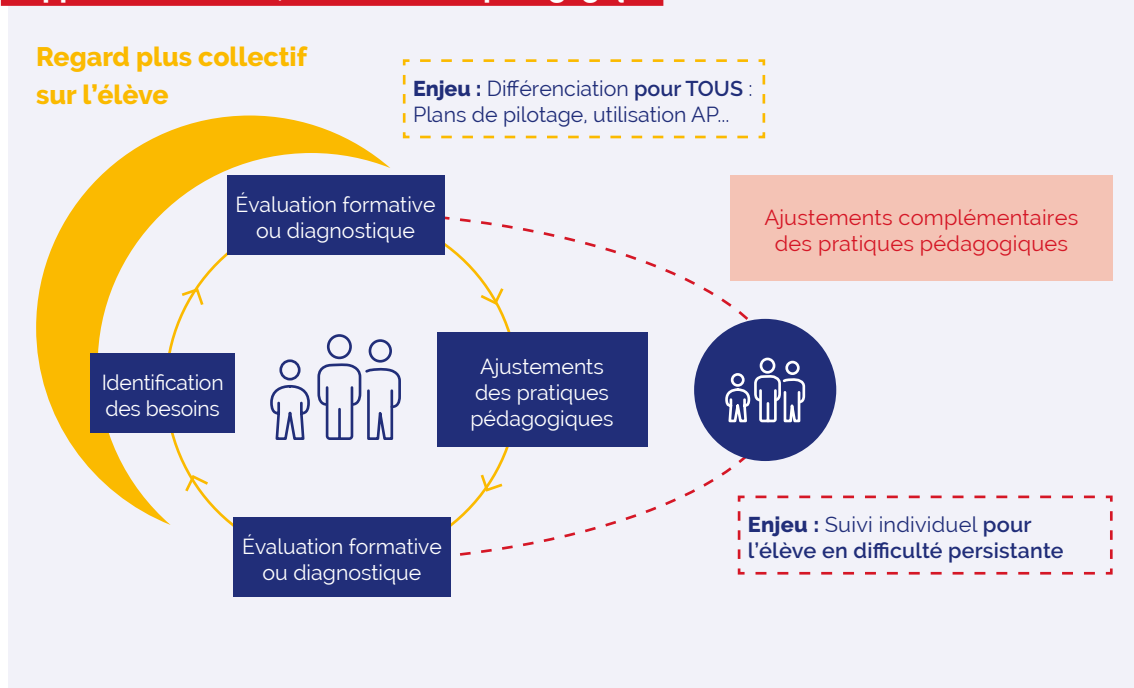 Regard plus collectif
sur l'élève
Enjeu : Différenciation pour TOUS :
Plans de pilotage, utilisation AP...
Évaluation formative
ou diagnostique
Ajustements complémentaires
des pratiques pédagogiques
Identification
des besoins
Ajustements
des pratiques
pédagogiques
Enjeu : Suivi individuel pour
l'élève en difficulté persistante
Évaluation formative
ou diagnostique